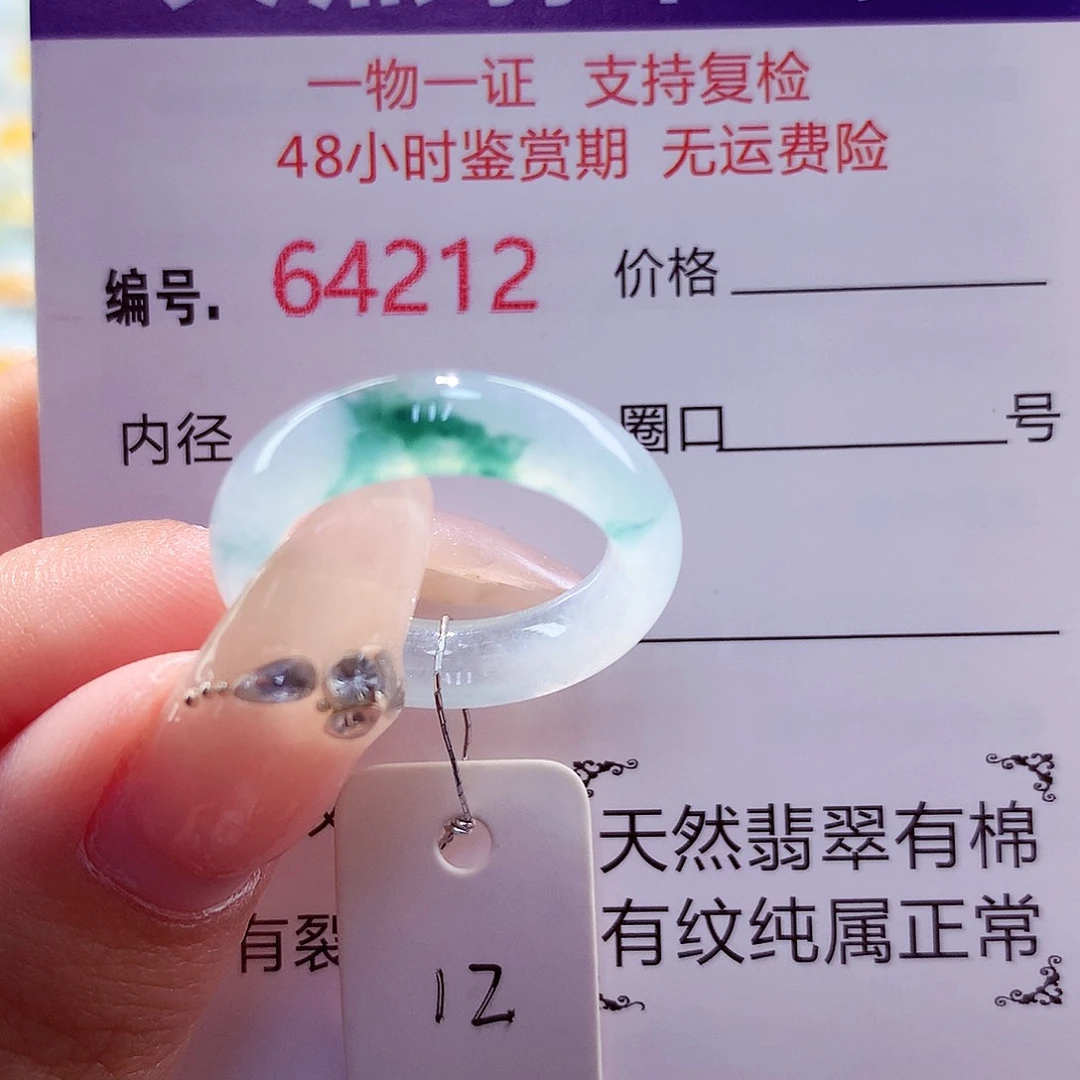 一物一证 支持复检
48小时鉴赏期 无运费险
编号. 64212 价格
内径 圈口 号
天然翡翠有棉
有裂 有纹纯属正常
12